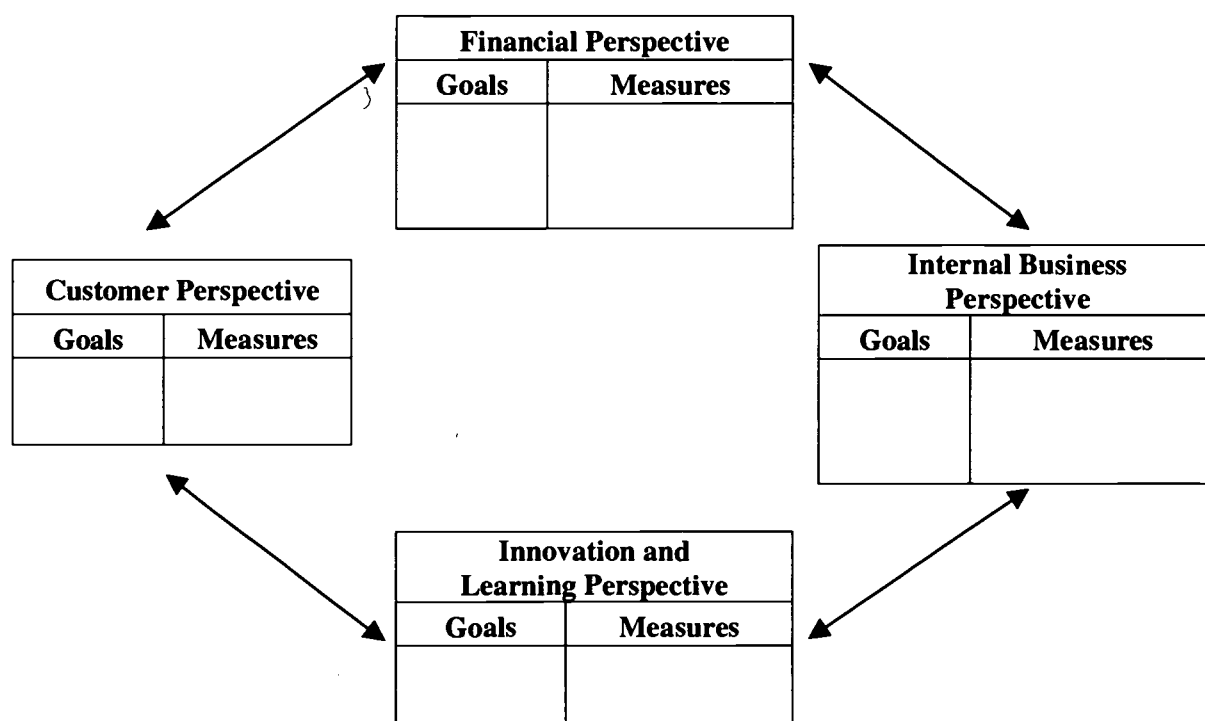 Financial Perspective
Goals Measures
Customer Perspective
Goals Measures
Internal Business
Perspective
Goals Measures
Innovation and
Learning Perspective
Goals Measures